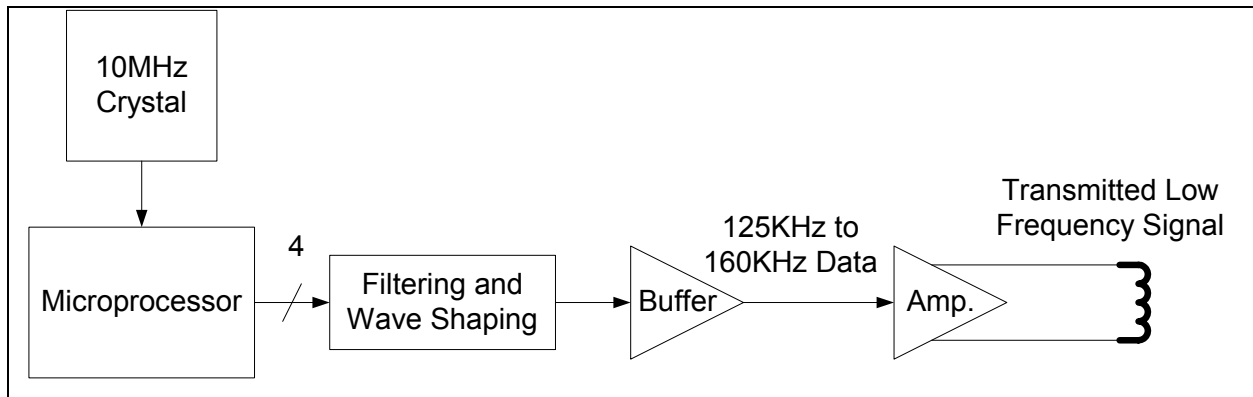 10MHz
Crystal
Microprocessor
4
Filtering and
Wave Shaping
Buffer
125KHz to
160KHz Data
Amp.
Transmitted Low
Frequency Signal